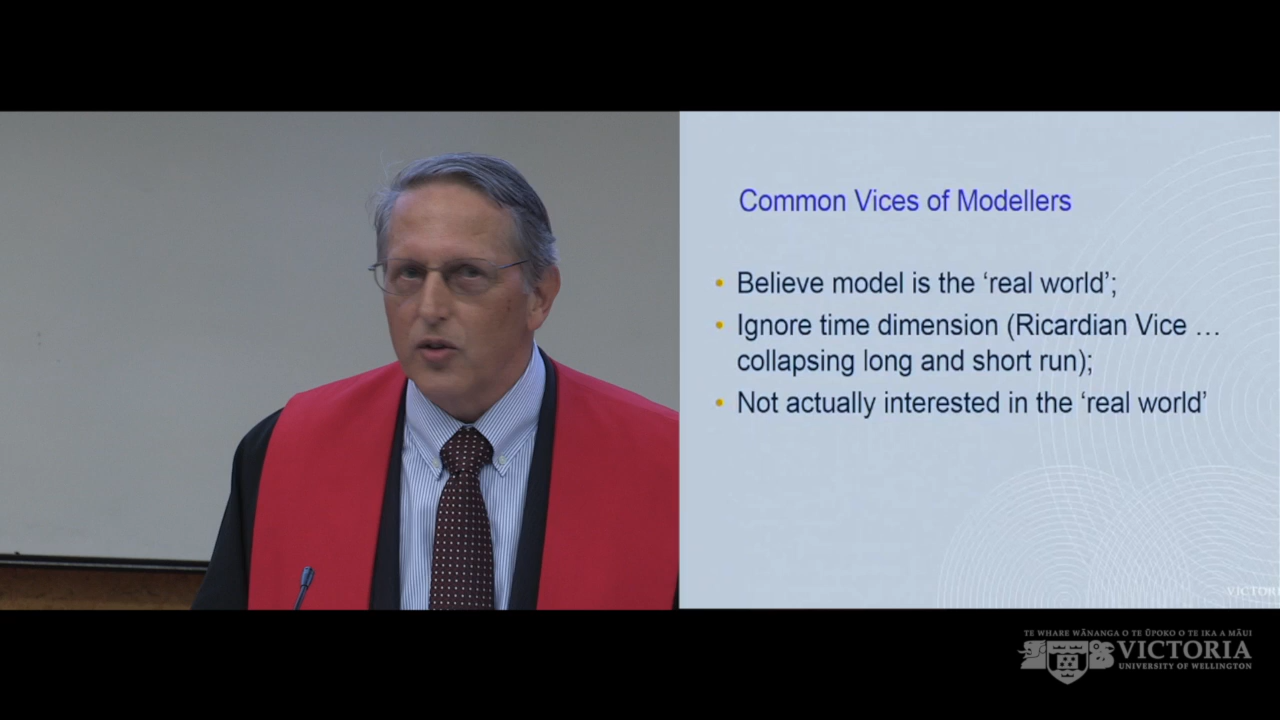 Common Vices of Modellers
• Believe model is the ‘real world’;
• Ignore time dimension (Ricardian Vice …
collapsing long and short run);
• Not actually interested in the ‘real world’
VICTOR
TE WHARE WĀNANGA O TE ŪPOKO O TE IKA A MĀUI
VICTORIA
UNIVERSITY OF WELLINGTON